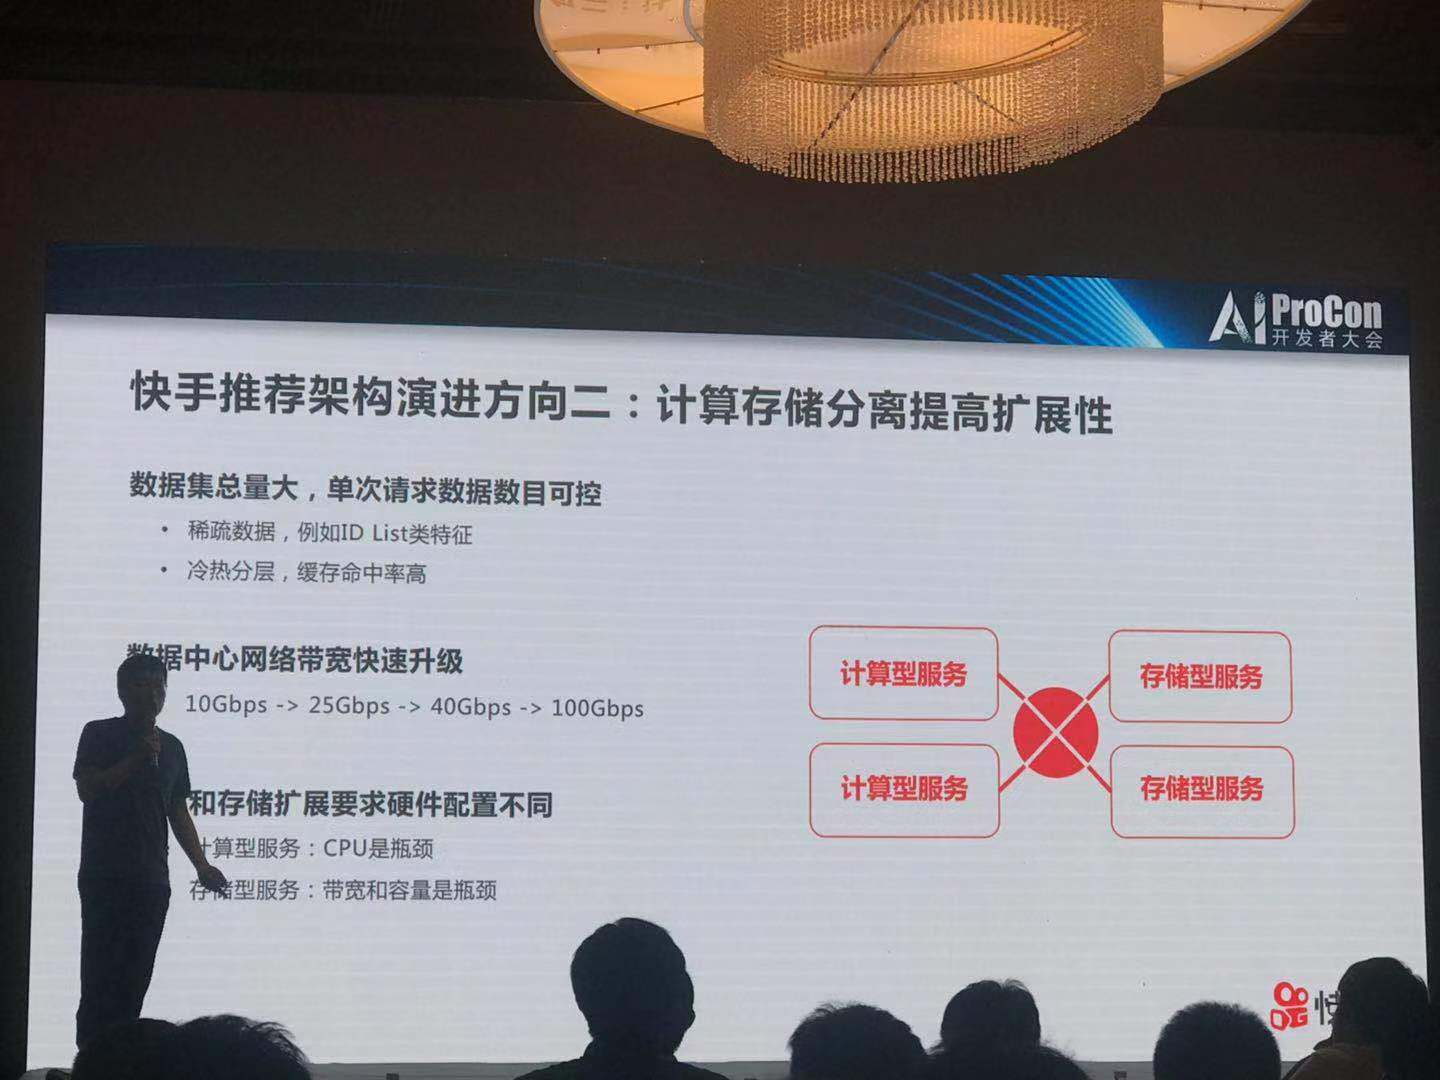 AI ProCon
开发者大会
快手推荐架构演进方向二：计算存储分离提高扩展性
数据集总量大，单次请求数据数目可控
• 稀疏数据，例如ID List类特征
• 冷热分层，缓存命中率高
数据中心网络带宽快速升级
10Gbps -> 25Gbps -> 40Gbps -> 100Gbps
和存储扩展要求硬件配置不同
计算型服务：CPU是瓶颈
存储型服务：带宽和容量是瓶颈
计算型服务
存储型服务
计算型服务
存储型服务
快